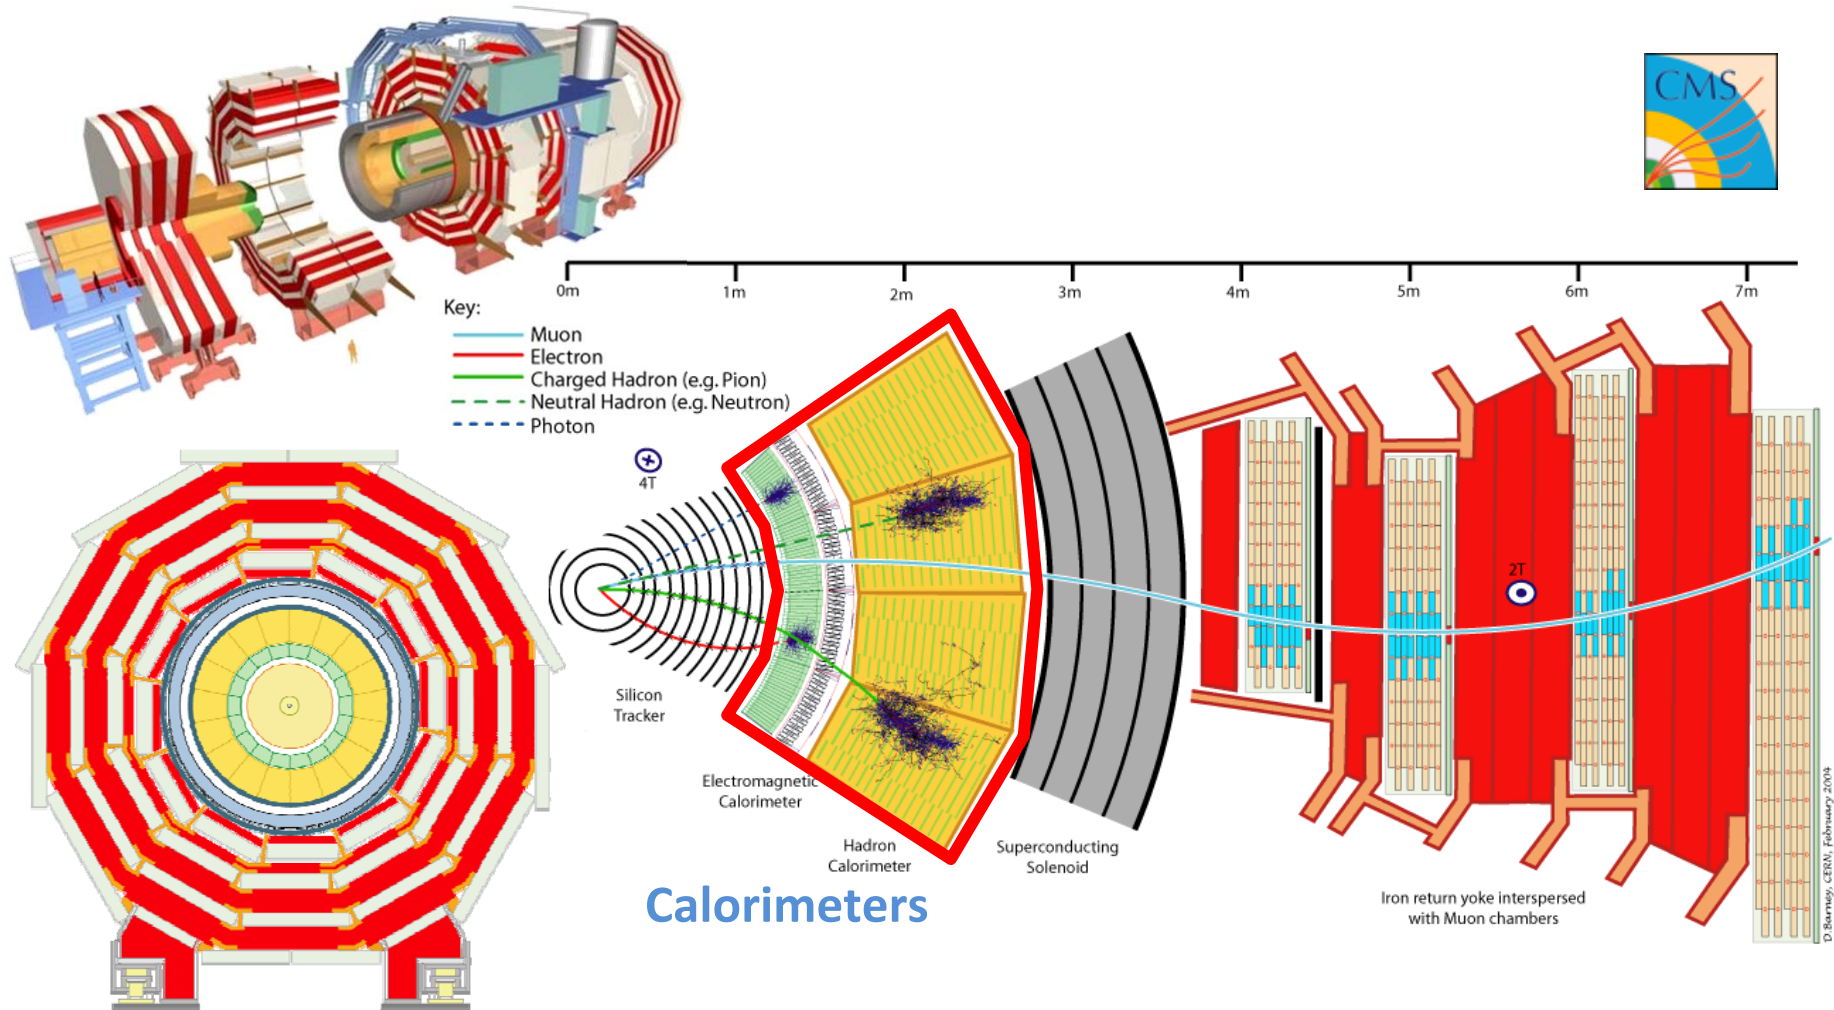 CMS
0m
1m
2m
3m
4m
5m
6m
7m
Key:
Muon
Electron
Charged Hadron (e.g. Pion)
Neutral Hadron (e.g. Neutron)
Photon
4T
2T
Silicon
Tracker
Electromagnetic
Calorimeter
Hadron
Calorimeter
Superconducting
Solenoid
Calorimeters
Iron return yoke interspersed
with Muon chambers
D.Barney, CERN, February 2004